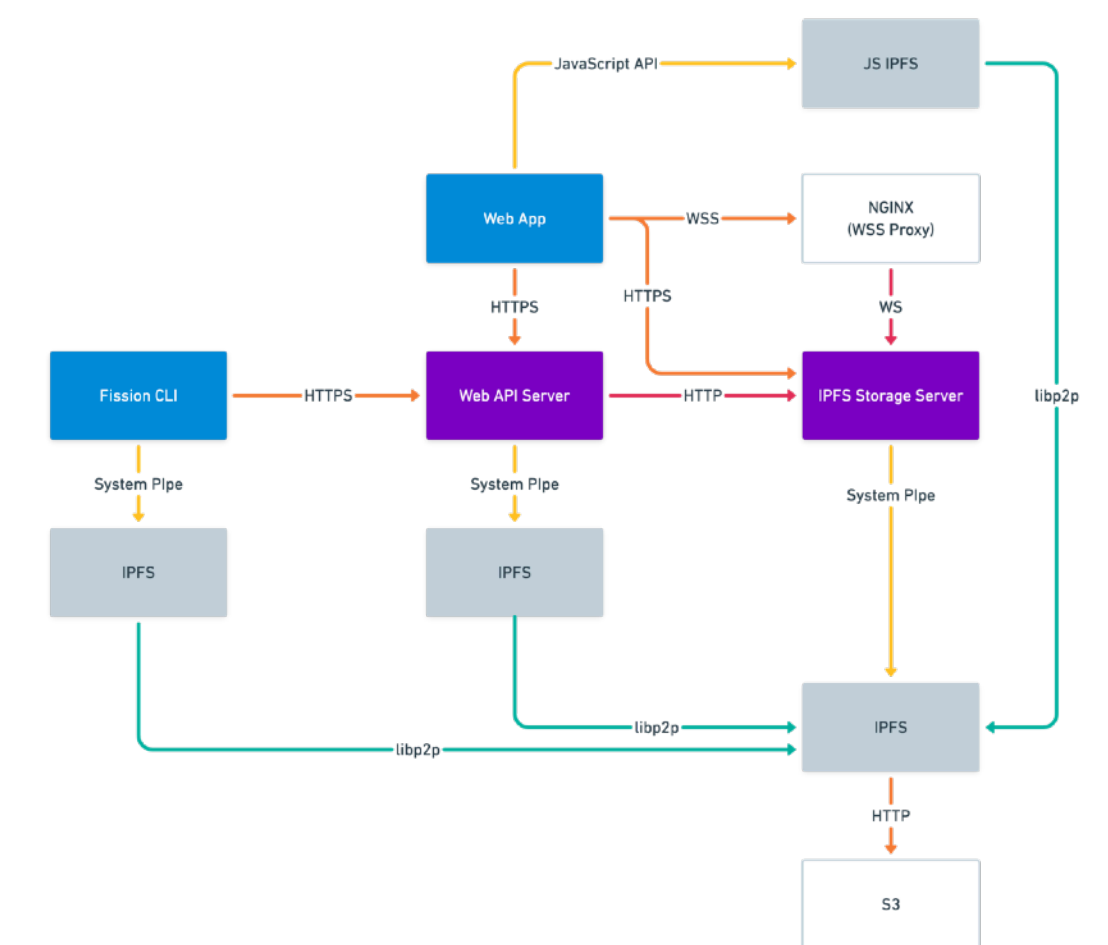 JavaScript API
JS IPFS
Web App
WSS
NGINX
(WSS Proxy)
HTTPS
HTTPS
WS
Fission CLI
HTTPS
Web API Server
HTTP
IPFS Storage Server
libp2p
System PIpe
System PIpe
System PIpe
IPFS
IPFS
libp2p
IPFS
libp2p
HTTP
S3